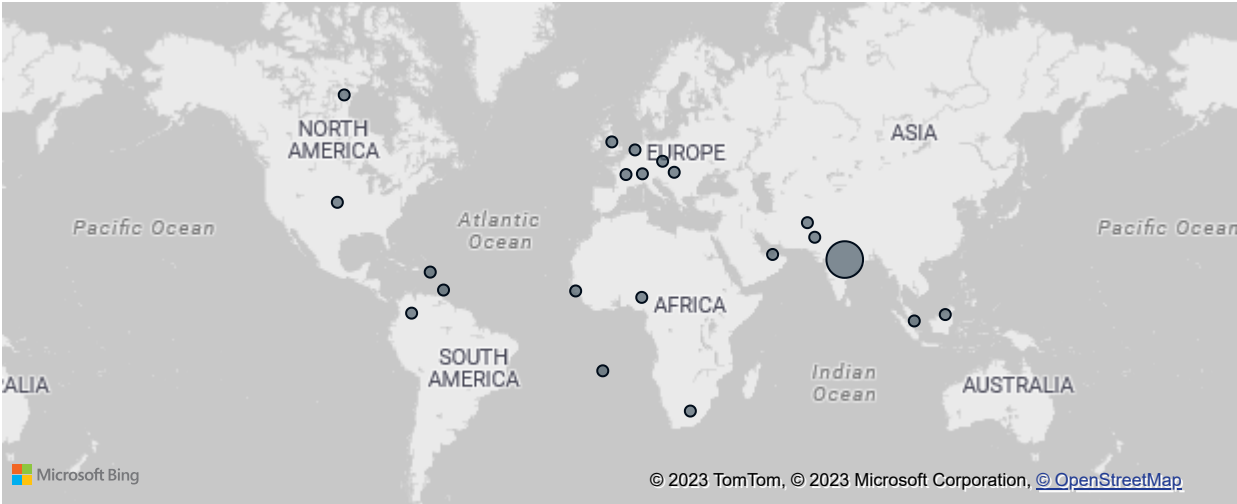 NORTH
AMERICA
ASIA
EUROPE
Pacific Ocean
Atlantic
Ocean
Pacific Ocean
AFRICA
SOUTH
AMERICA
Indian
Ocean
ALIA
AUSTRALIA
Microsoft Bing
© 2023 TomTom, © 2023 Microsoft Corporation, © OpenStreetMap